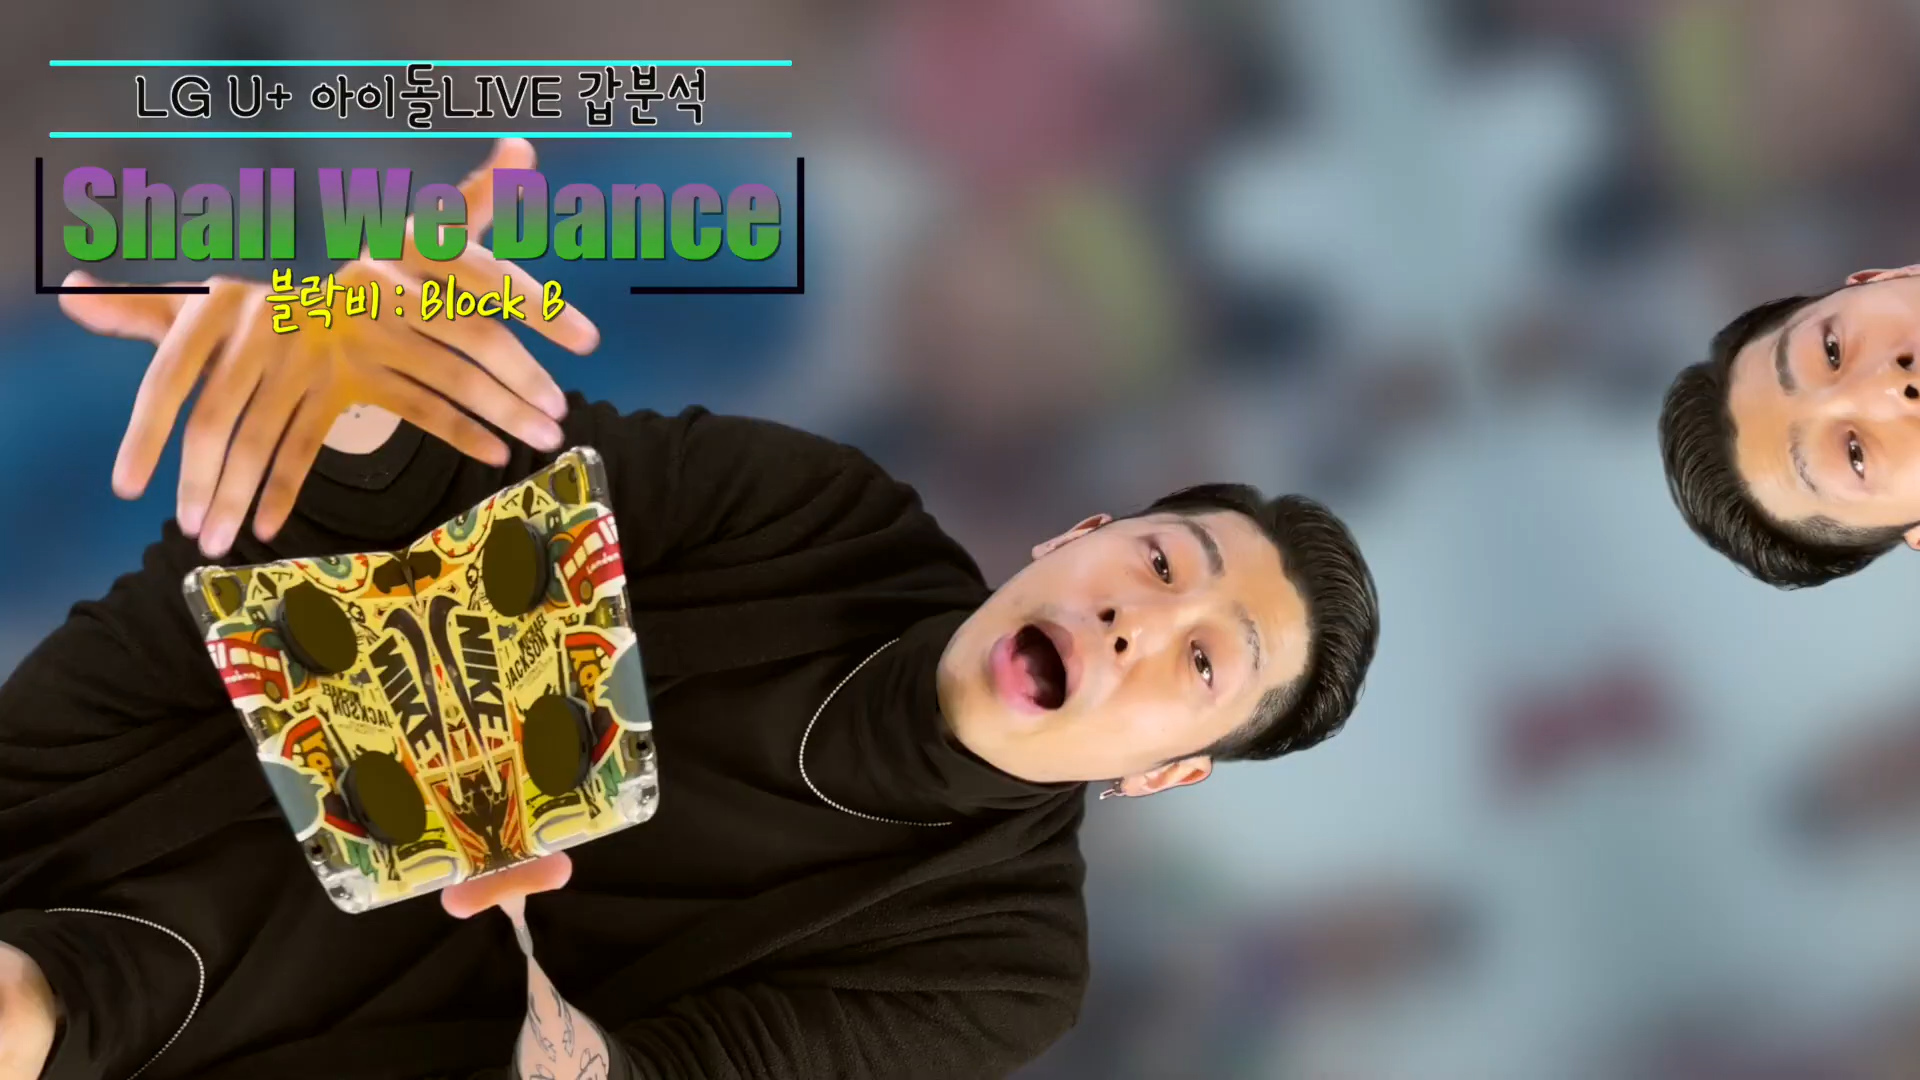 LG U+ 아이돌LIVE 갑분석
Shall We Dance
블락비 : Block B
NIKE
MICHAEL
JACKSON
NIKE
JACKSON
London